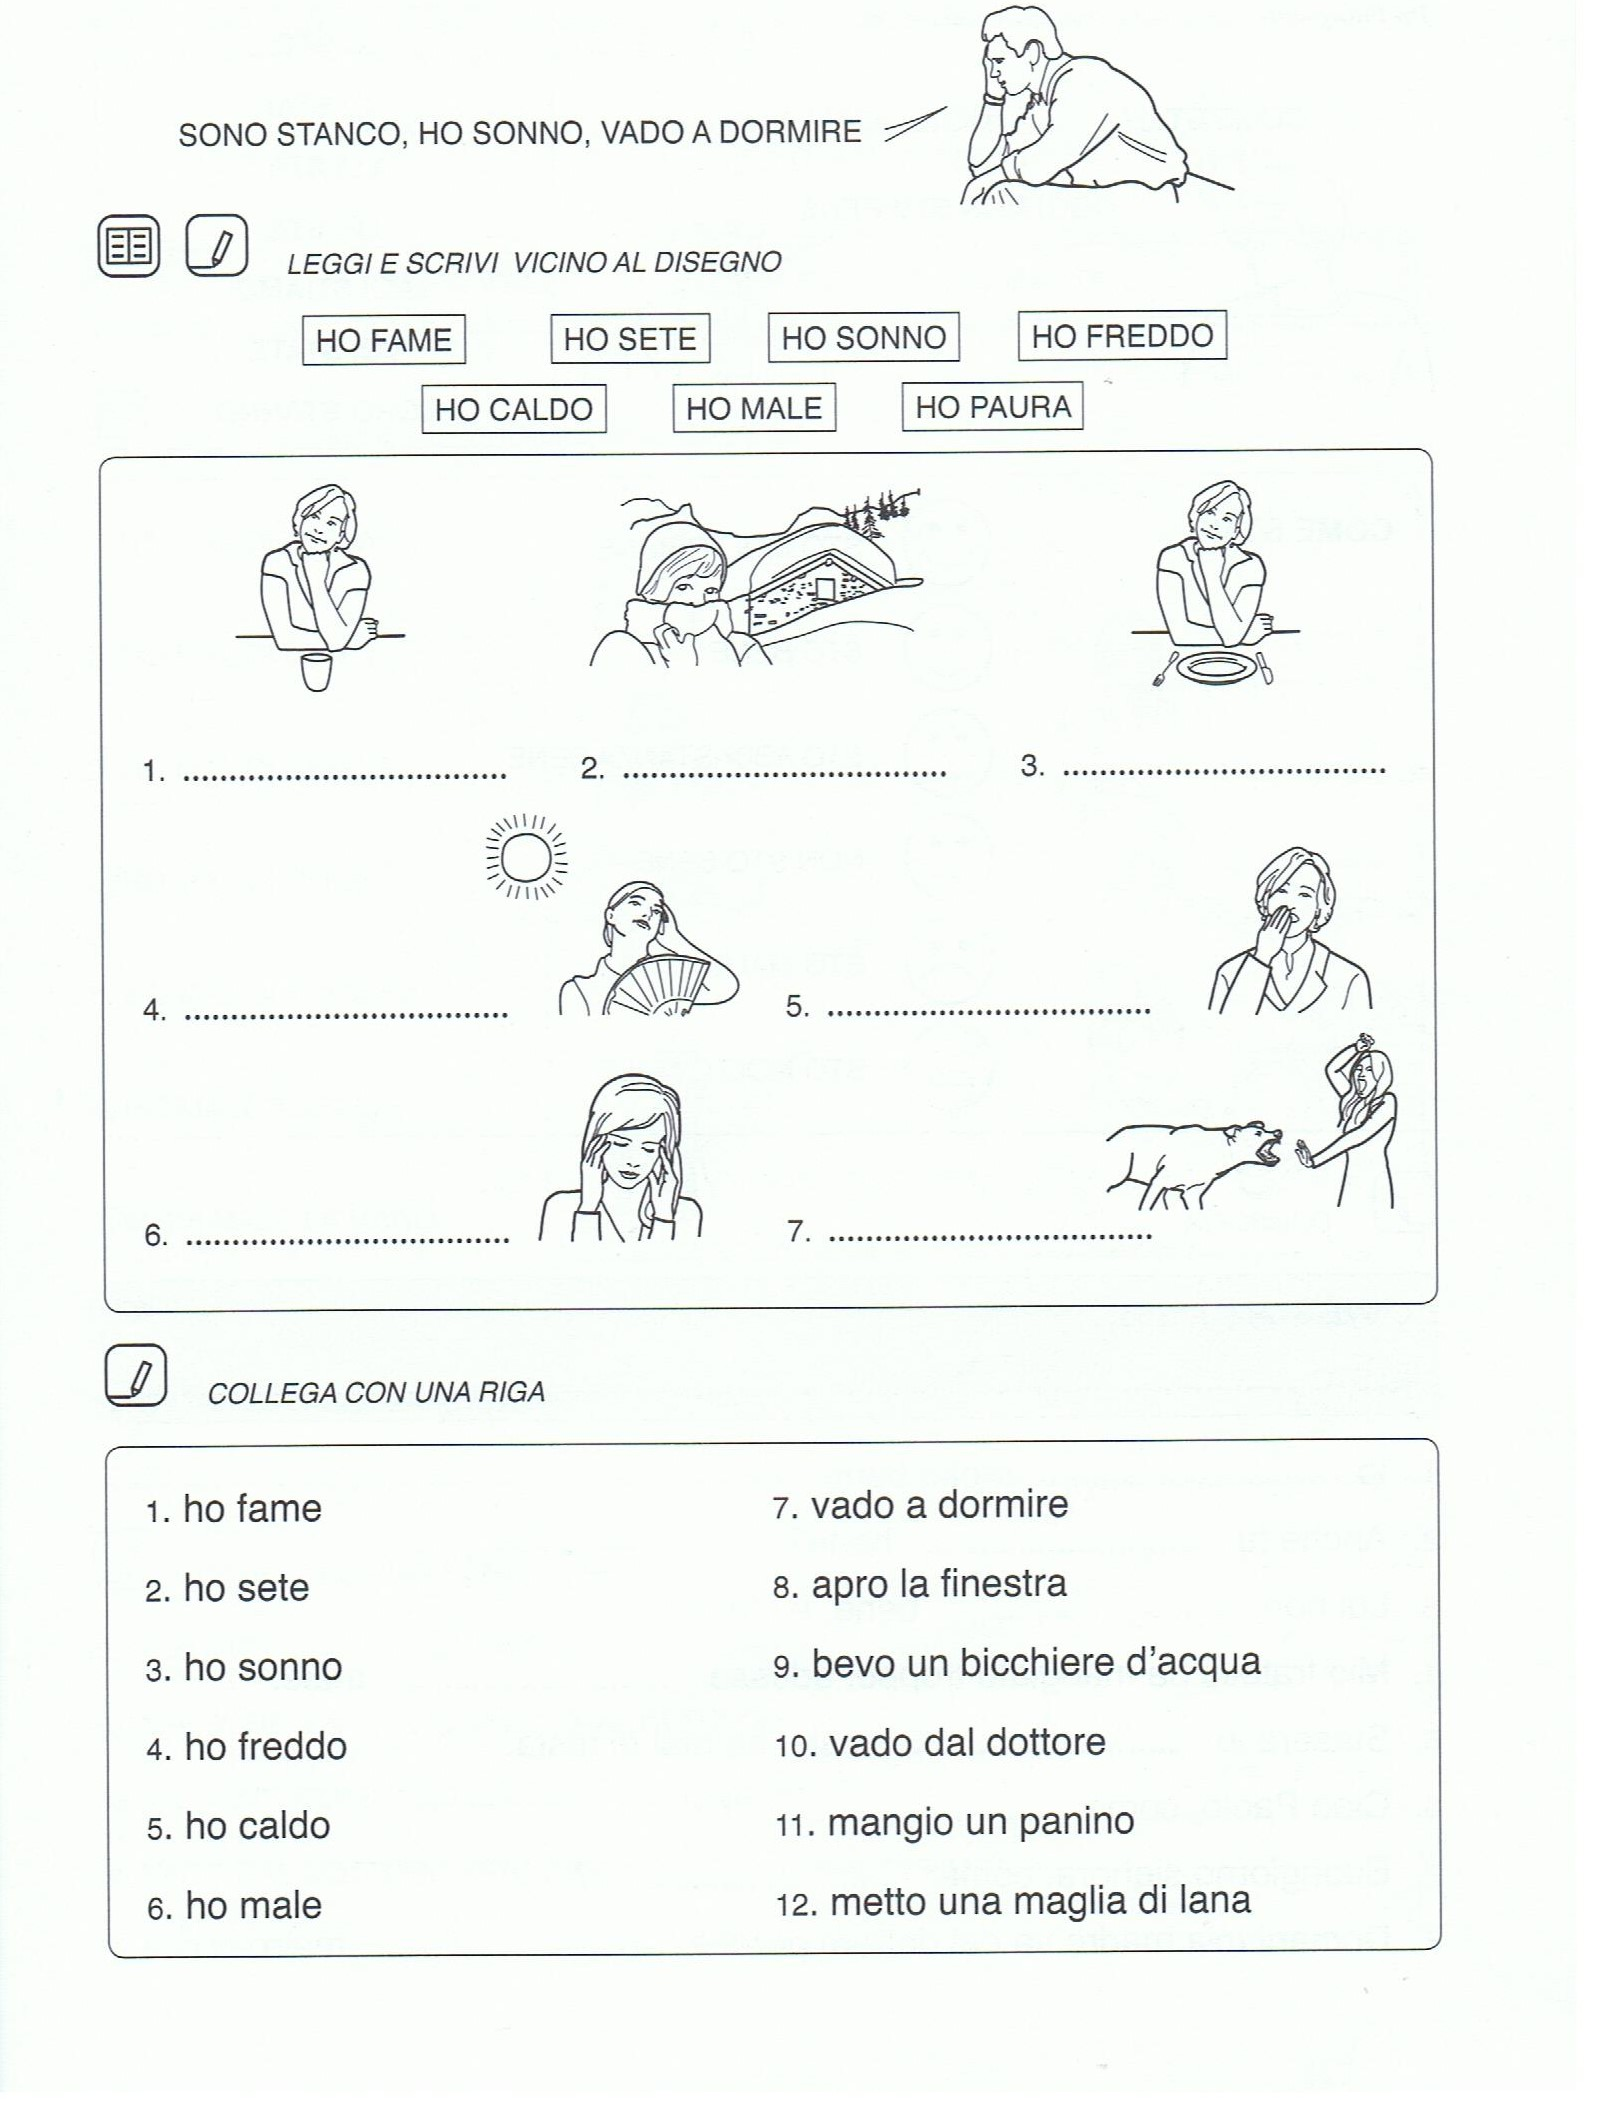 SONO STANCO, HO SONNO, VADO A DORMIRE
LEGGI E SCRIVI VICINO AL DISEGNO
HO FAME HO SETE HO SONNO HO FREDDO
HO CALDO HO MALE HO PAURA
1. ................................... 2. ................................... 3. ...................................
4. ................................... 5. ...................................
6. ................................... 7. ...................................
COLLEGA CON UNA RIGA
1. ho fame 7. vado a dormire
2. ho sete 8. apro la finestra
3. ho sonno 9. bevo un bicchiere d'acqua
4. ho freddo 10. vado dal dottore
5. ho caldo 11. mangio un panino
6. ho male 12. metto una maglia di lana